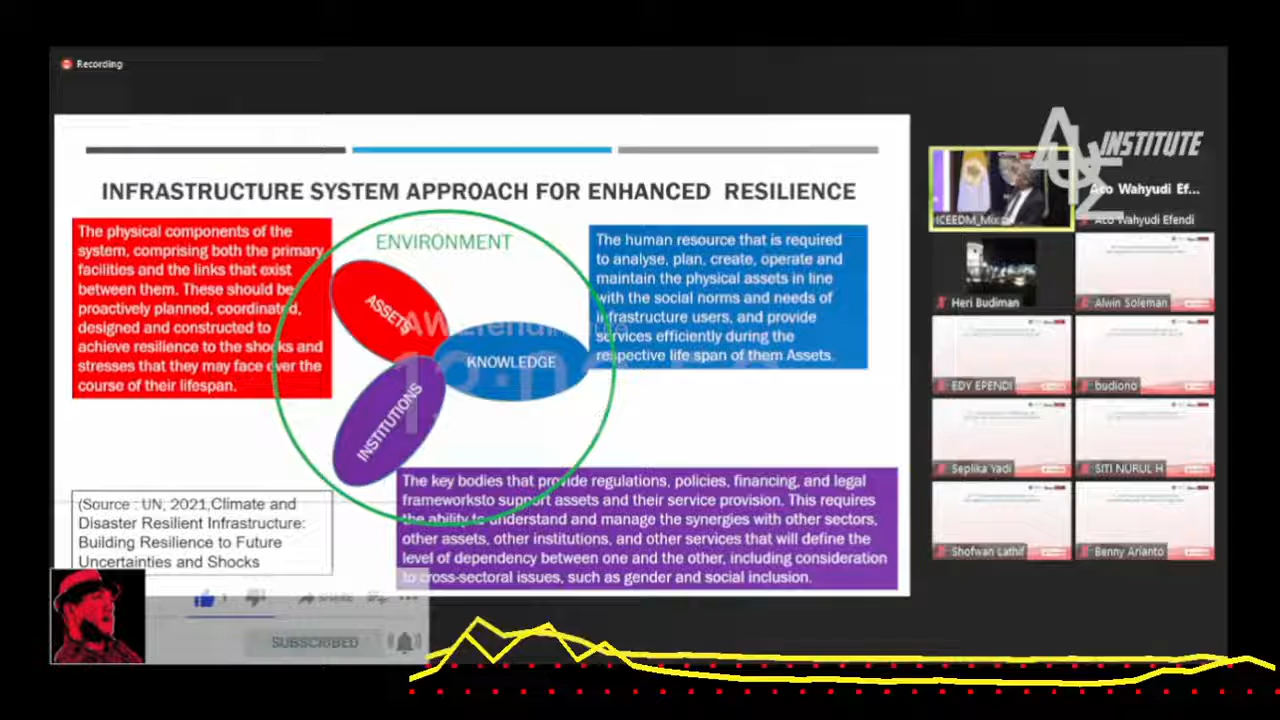 Recording
INFRASTRUCTURE SYSTEM APPROACH FOR ENHANCED RESILIENCE
The physical components of the
system, comprising both the primary
facilities and the links that exist
between them. These should be
proactively planned, coordinated,
designed and constructed to
achieve resilience to the shocks and
stresses that they may face over the
course of their lifespan.
ENVIRONMENT
ASSETS
KNOWLEDGE
INSTITUTIONS
The human resource that is required
to analyse, plan, create, operate and
maintain the physical assets in line
with the social norms and needs of
infrastructure users, and provide
services efficiently during the
respective life span of them Assets.
The key bodies that provide regulations, policies, financing, and legal
frameworksto support assets and their service provision. This requires
the ability to understand and manage the synergies with other sectors,
other assets, other institutions, and other services that will define the
level of dependency between one and the other, including consideration
to cross-sectoral issues, such as gender and social inclusion.
(Source : UN, 2021,Climate and
Disaster Resilient Infrastructure:
Building Resilience to Future
Uncertainties and Shocks
INSTITUTE
Aco Wahyudi Ef...
Aco Wahyudi Efendi
Heri Budiman
Alwin Soleman
EDY EPENDI
budiono
Seplika Yadi
SITI NURUL H
Shofwan Lathif
Benny Arianto
SHARE
SUBSCRIBED